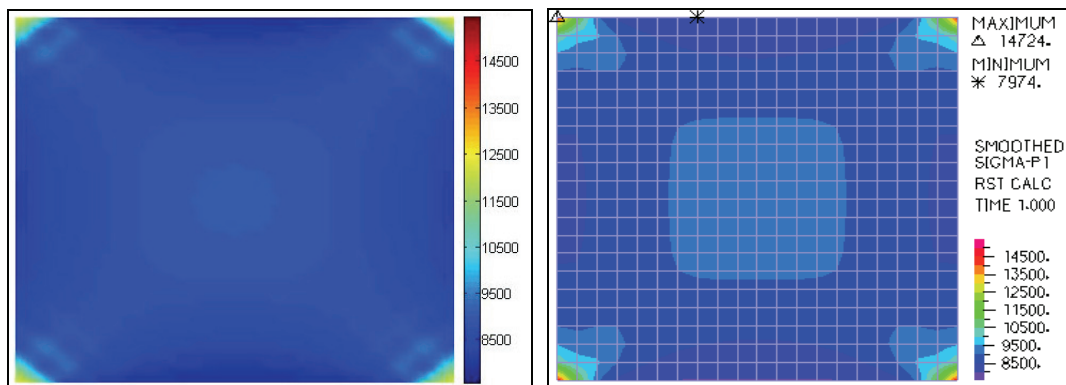 14500
13500
12500
11500
10500
9500
8500
MAXIMUM
△ 14724.
MINIMUM
✳ 7974.
SMOOTHED
SIGMA-P1
RST CALC
TIME 1.000
14500.
13500.
12500.
11500.
10500.
9500.
8500.